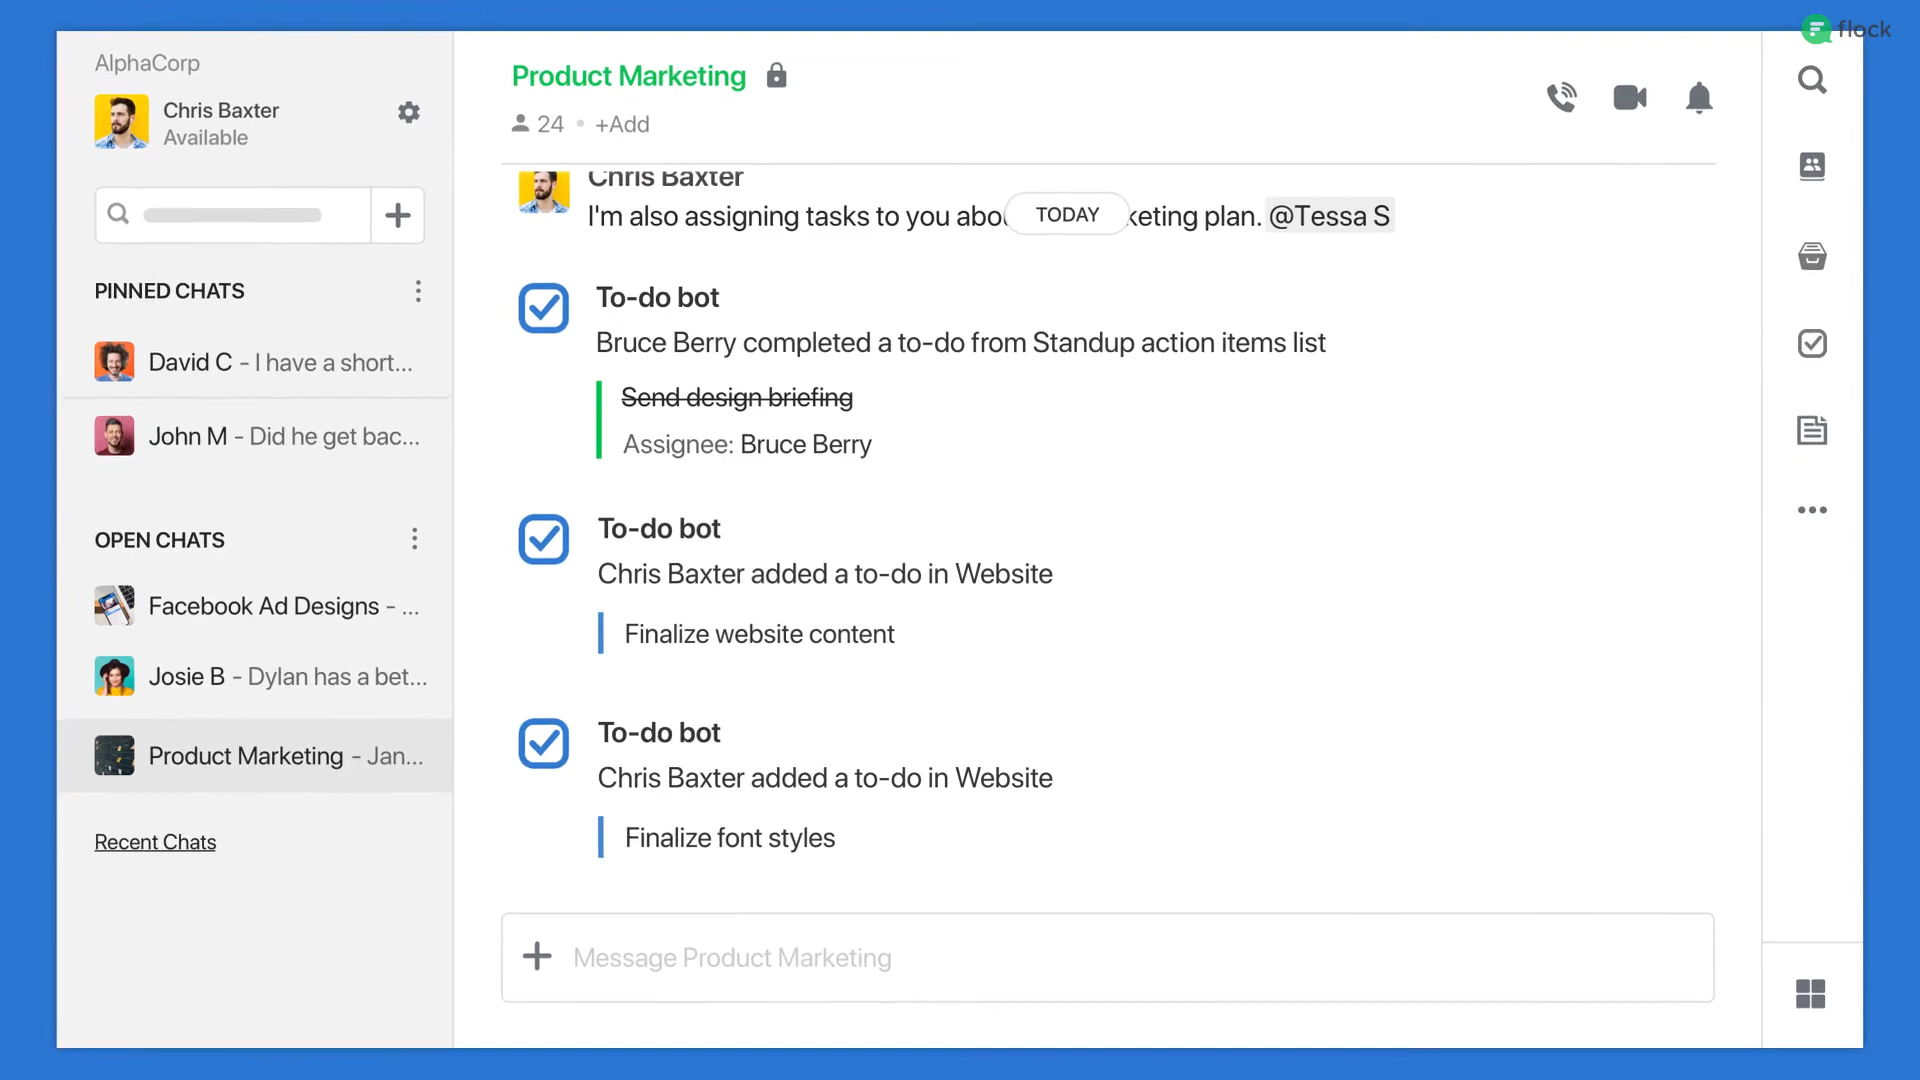 flock
AlphaCorp
Chris Baxter
Available
PINNED CHATS
David C - I have a short...
John M - Did he get bac...
OPEN CHATS
Facebook Ad Designs - ...
Josie B - Dylan has a bet...
Product Marketing - Jan...
Recent Chats
Product Marketing
24 • +Add
Chris Baxter
I'm also assigning tasks to you keting plan. @Tessa S
TODAY
To-do bot
Bruce Berry completed a to-do from Standup action items list
Send design briefing
Assignee: Bruce Berry
To-do bot
Chris Baxter added a to-do in Website
Finalize website content
To-do bot
Chris Baxter added a to-do in Website
Finalize font styles
Message Product Marketing